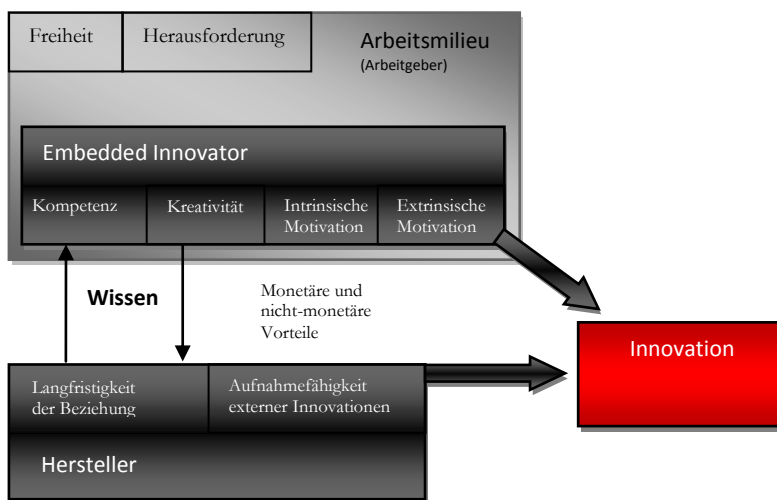 Freiheit
Herausforderung
Arbeitsmilieu
(Arbeitgeber)
Embedded Innovator
Kompetenz
Kreativität
Intrinsische
Motivation
Extrinsische
Motivation
Wissen
Monetäre und
nicht-monetäre
Vorteile
Innovation
Langfristigkeit
der Beziehung
Aufnahmefähigkeit
externer Innovationen
Hersteller